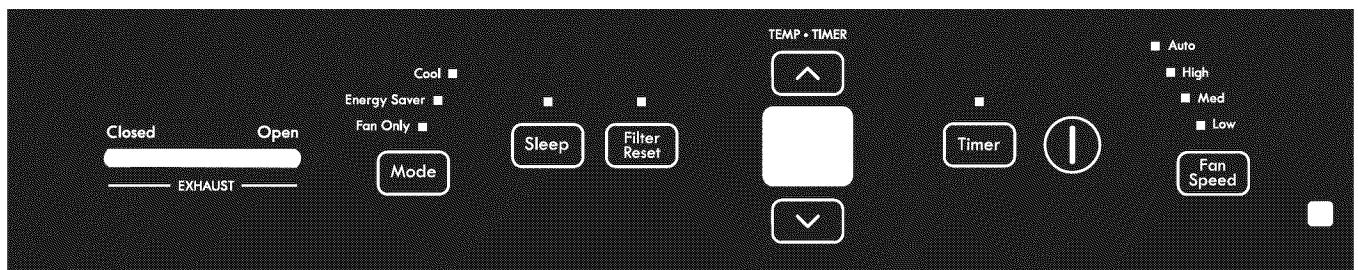 Closed Open
EXHAUST
Cool
Energy Saver
Fan Only
Mode
Sleep
Filter
Reset
TEMP • TIMER
Timer
Auto
High
Med
Low
Fan
Speed